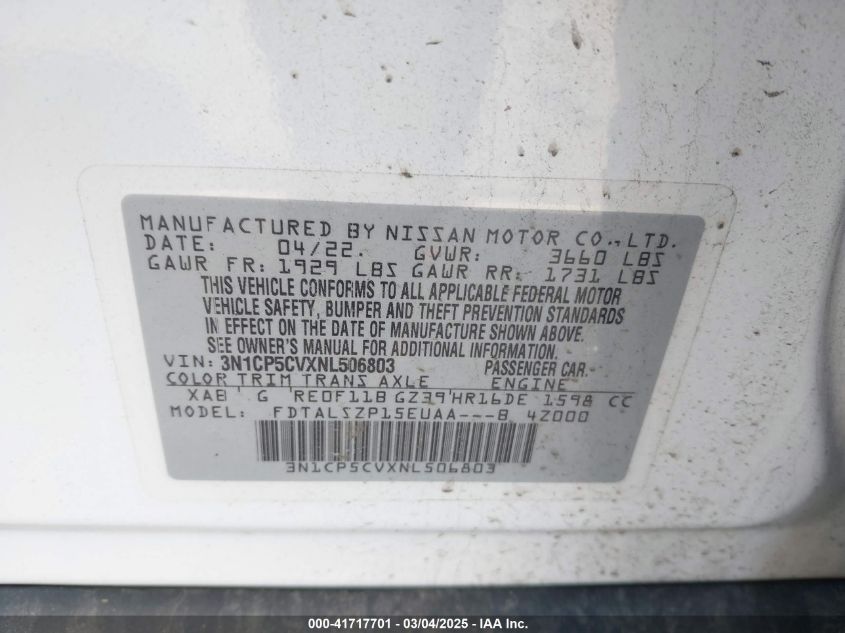 MANUFACTURED BY NISSAN MOTOR CO., LTD.
DATE: 04/22. GVWR: 3660 LBS
GAWR FR: 1929 LBS GAWR RR: 1731 LBS
THIS VEHICLE CONFORMS TO ALL APPLICABLE FEDERAL MOTOR
VEHICLE SAFETY, BUMPER AND THEFT PREVENTION STANDARDS
IN EFFECT ON THE DATE OF MANUFACTURE SHOWN ABOVE.
SEE OWNER'S MANUAL FOR ADDITIONAL INFORMATION
VIN: 3N1CP5CVXNL506803 PASSENGER CAR.
COLOR TRIM TRANS AXLE ENGINE
XAB G RE0F11B GZ39 HR16DE 1598 CC
MODEL: FDTALSZP15EUAA---B 4Z000
3N1CP5CVXNL506803
000-41717701 - 03/04/2025 - IAA Inc.